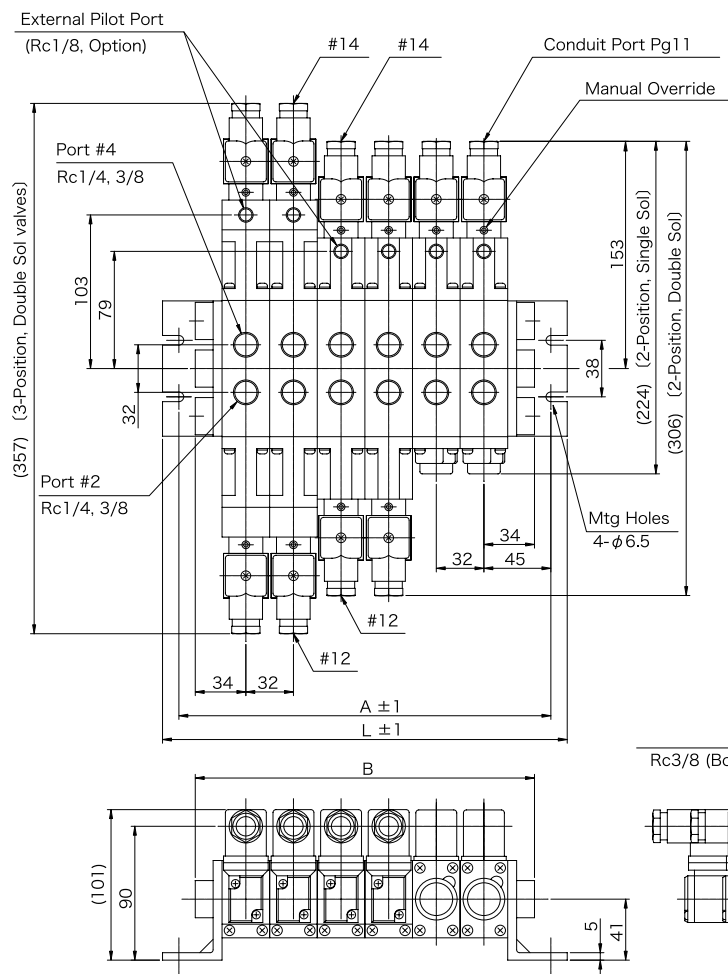 External Pilot Port
(Rc1/8, Option)
#14
#14
Conduit Port Pg11
Manual Override
Port #4
Rc1/4, 3/8
(357) (3-Position, Double Sol valves)
103
79
32
153
(224) (2-Position, Single Sol)
(306) (2-Position, Double Sol)
38
Port #2
Rc1/4, 3/8
Mtg Holes
4-φ6.5
34
32
45
#12
#12
34
32
A ±1
L ±1
B
Rc3/8 (Bo
(101)
90
5
41